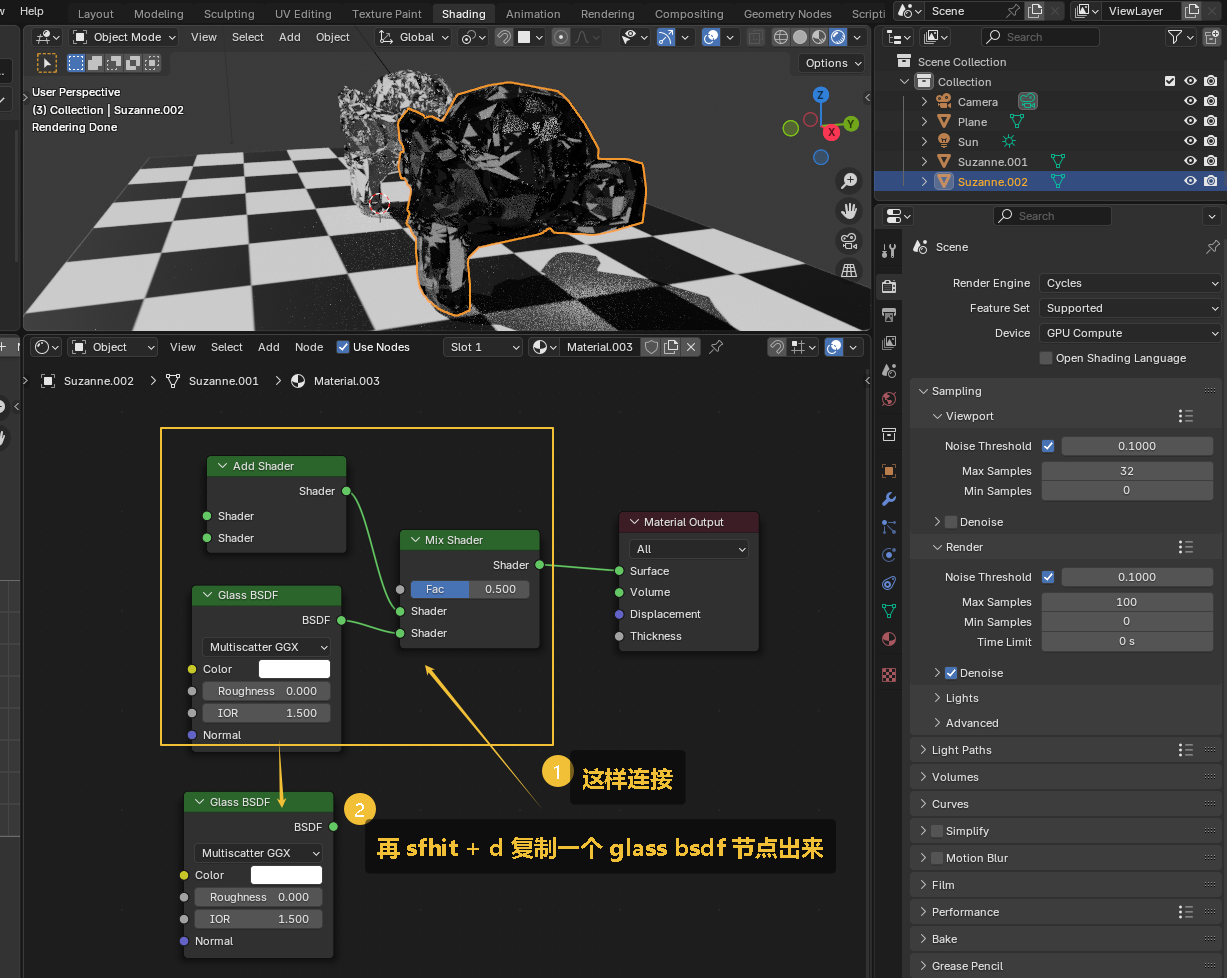 Help
Layout Modeling Sculpting UV Editing Texture Paint Shading Animation Rendering Compositing Geometry Nodes Scripti
Scene
ViewLayer
Object Mode View Select Add Object Global
Options
User Perspective
(3) Collection | Suzanne.002
Rendering Done
Z
Y
X
Search
Scene Collection
Collection
Camera
Plane
Sun
Suzanne.001
Suzanne.002
Object View Select Add Node Use Nodes Slot 1 Material.003
Suzanne.002 Suzanne.001 Material.003
Add Shader
Shader
Shader
Shader
Glass BSDF
BSDF
Multiscatter GGX
Color
Roughness 0.000
IOR 1.500
Normal
Mix Shader
Shader
Fac 0.500
Shader
Shader
Material Output
All
Surface
Volume
Displacement
Thickness
1 这样连接
2
再 sfhit + d 复制一个 glass bsdf 节点出来
Glass BSDF
BSDF
Multiscatter GGX
Color
Roughness 0.000
IOR 1.500
Normal
Search
Scene
Render Engine Cycles
Feature Set Supported
Device GPU Compute
Open Shading Language
Sampling
Viewport
Noise Threshold 0.1000
Max Samples 32
Min Samples 0
Denoise
Render
Noise Threshold 0.1000
Max Samples 100
Min Samples 0
Time Limit 0 s
Denoise
Lights
Advanced
Light Paths
Volumes
Curves
Simplify
Motion Blur
Film
Performance
Bake
Grease Pencil